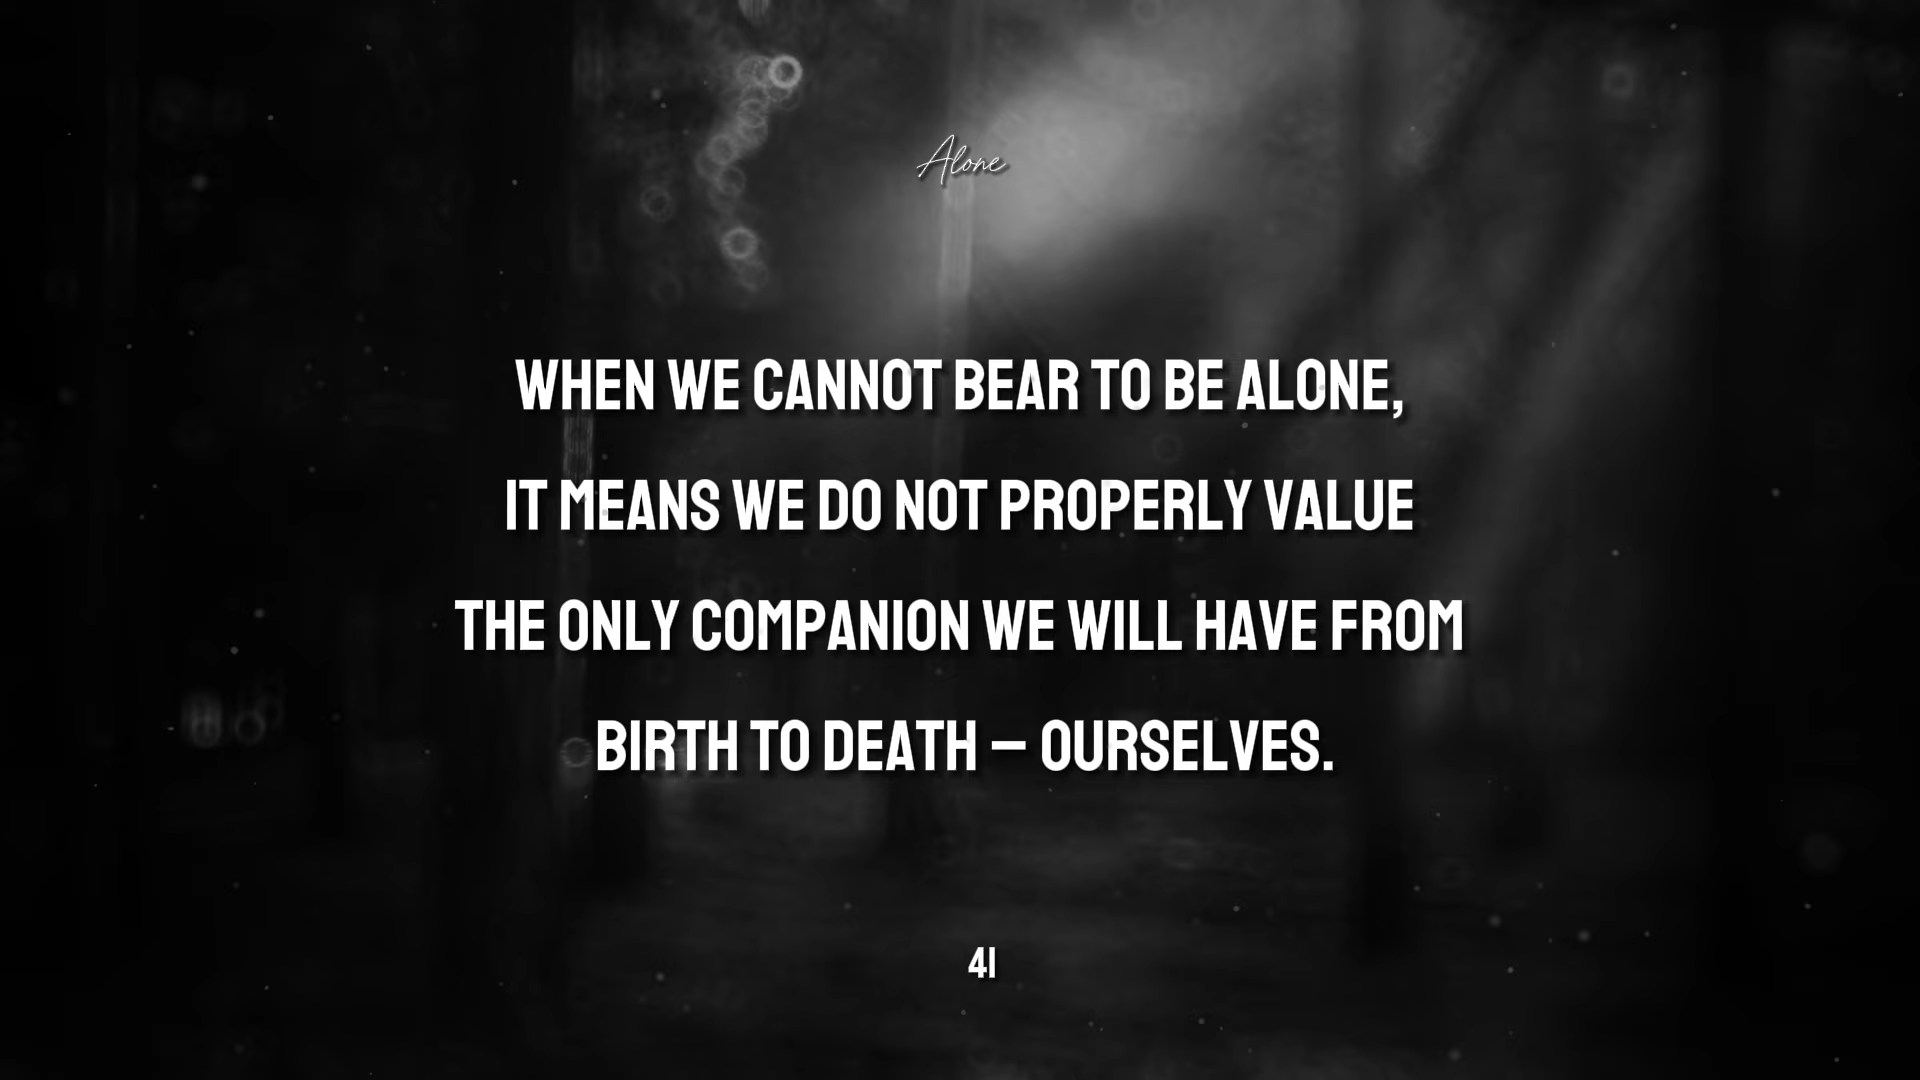 Alone
WHEN WE CANNOT BEAR TO BE ALONE,
IT MEANS WE DO NOT PROPERLY VALUE
THE ONLY COMPANION WE WILL HAVE FROM
BIRTH TO DEATH – OURSELVES.
41